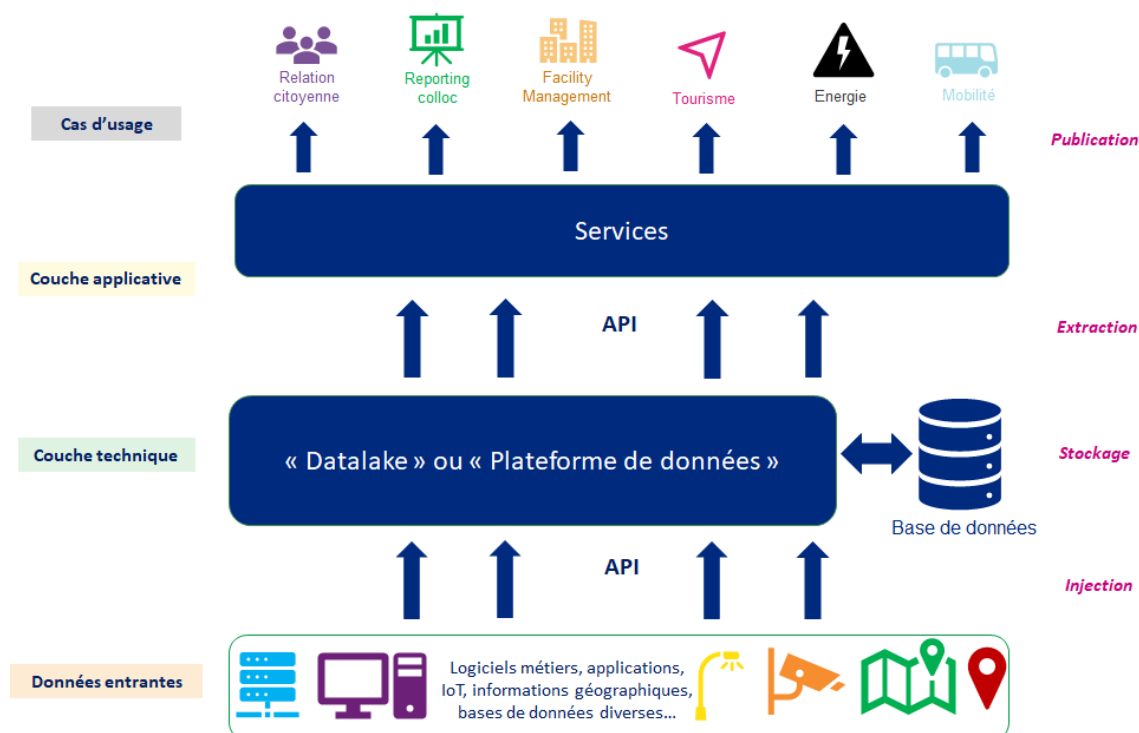 Relation
citoyenne
Reporting
colloc
Facility
Management
Tourisme
Energie
Mobilité
Cas d’usage
Publication
Services
Couche applicative
API
Extraction
Couche technique
« Datalake » ou « Plateforme de données »
Stockage
Base de données
API
Injection
Données entrantes
Logiciels métiers, applications,
IoT, informations géographiques,
bases de données diverses…